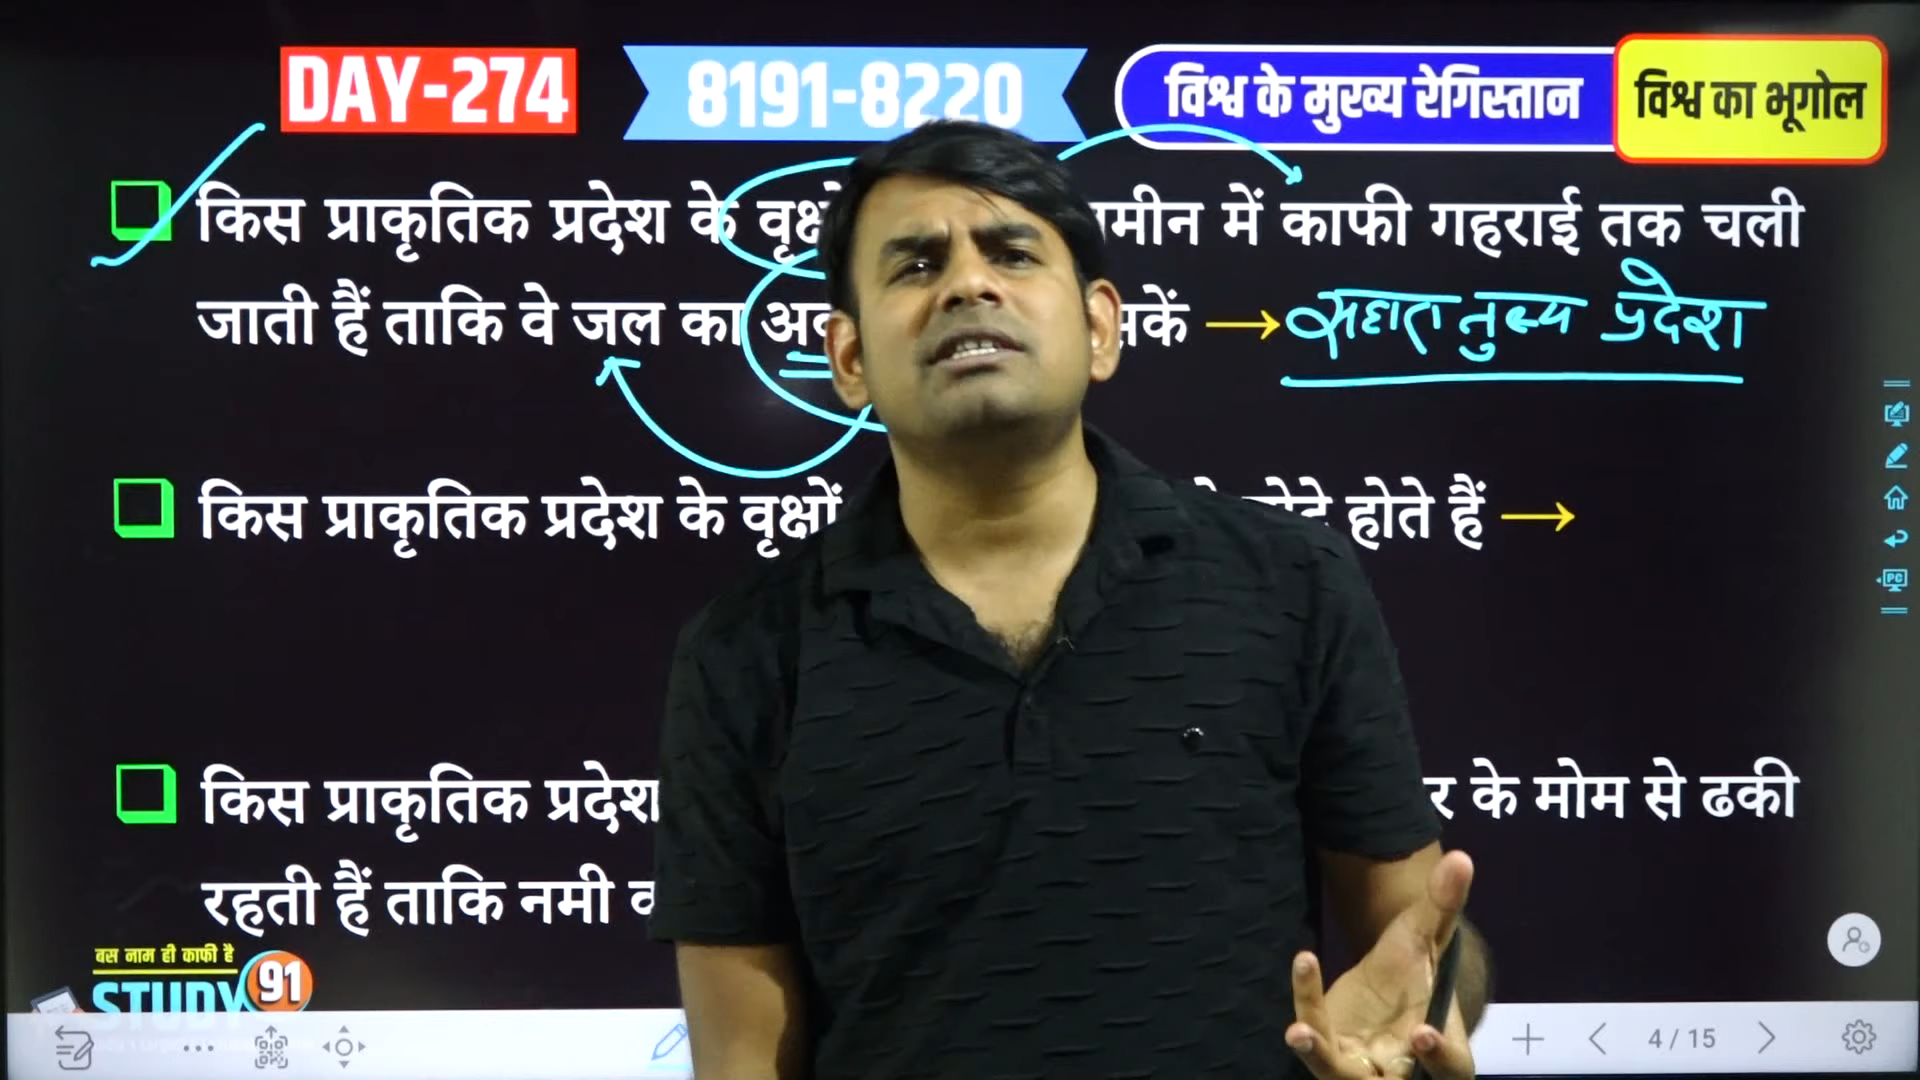 DAY-274
8191-8220
विश्व के मुख्य रेगिस्तान
विश्व का भूगोल
किस प्राकृतिक प्रदेश के में काफी गहराई तक चली
जाती हैं ताकि वे जल का सकें → सहारा तुल्य प्रदेश
किस प्राकृतिक प्रदेश के वृक्षों होते हैं →
किस प्राकृतिक प्रदेश के मोम से ढकी
रहती हैं ताकि नमी
बस नाम ही काफी है
STUDY 91
PC
4/15